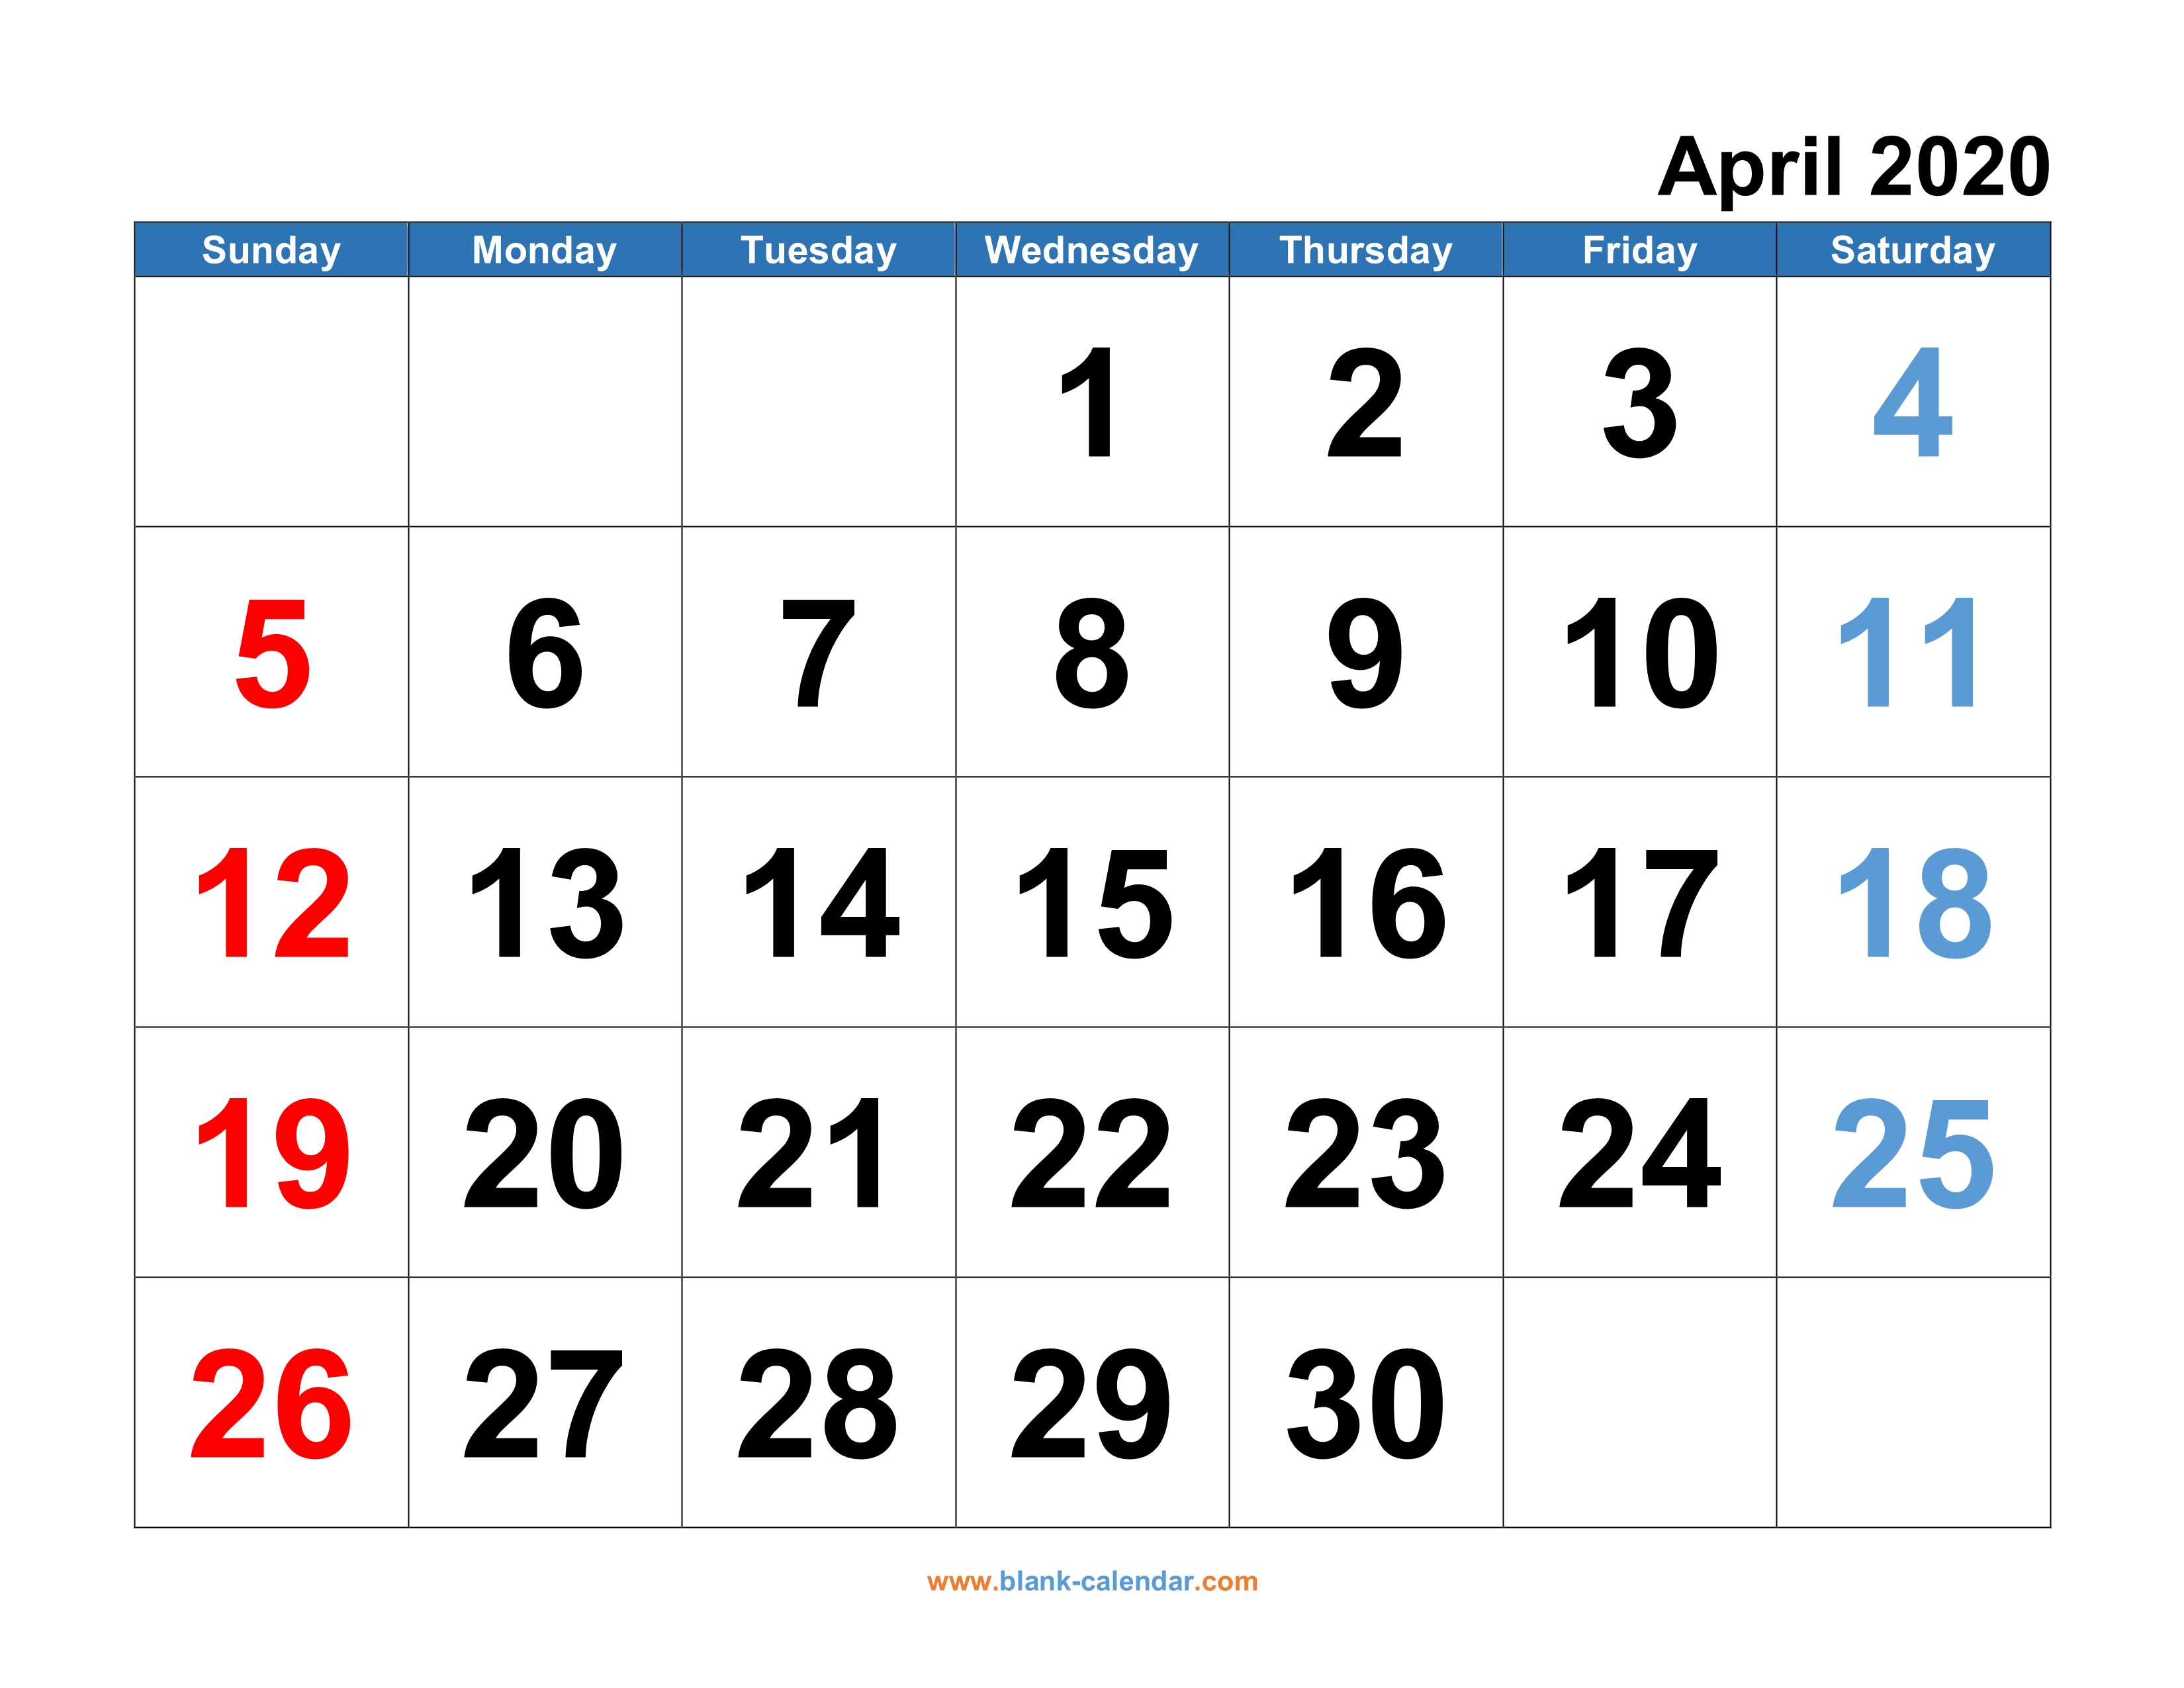 April 2020
Sunday Monday Tuesday Wednesday Thursday Friday Saturday
1 2 3 4
5 6 7 8 9 10 11
12 13 14 15 16 17 18
19 20 21 22 23 24 25
26 27 28 29 30
www.blank-calendar.com